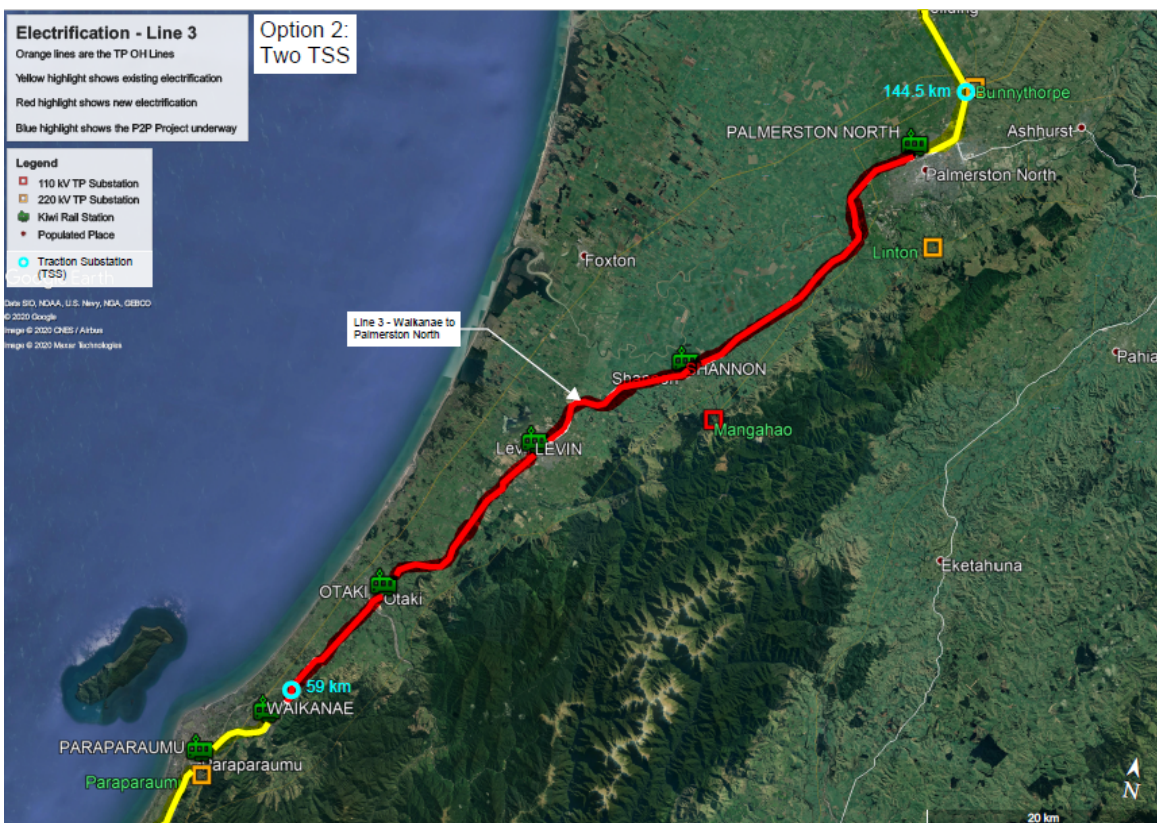 Electrification - Line 3
Orange lines are the TP OH Lines
Yellow highlight shows existing electrification
Red highlight shows new electrification
Blue highlight shows the P2P Project underway
Option 2:
Two TSS
Legend
110 kV TP Substation
220 kV TP Substation
Kiwi Rail Station
Populated Place
Traction Substation
(TSS)
Google Earth
Data SIO, NOAA, U.S. Navy, NGA, GEBCO
© 2020 Google
Image © 2020 CNES / Airbus
Image © 2020 Maxar Technologies
144.5 km
Bunnythorpe
PALMERSTON NORTH
Ashhurst
Palmerston North
Linton
Foxton
Line 3 - Waikanae to
Palmerston North
SHANNON
Pahia
Mangahao
LEVIN
Eketahuna
OTAKI
Otaki
59 km
WAIKANAE
PARAPARAUMU
Paraparaumu
Paraparaumu
N
20 km